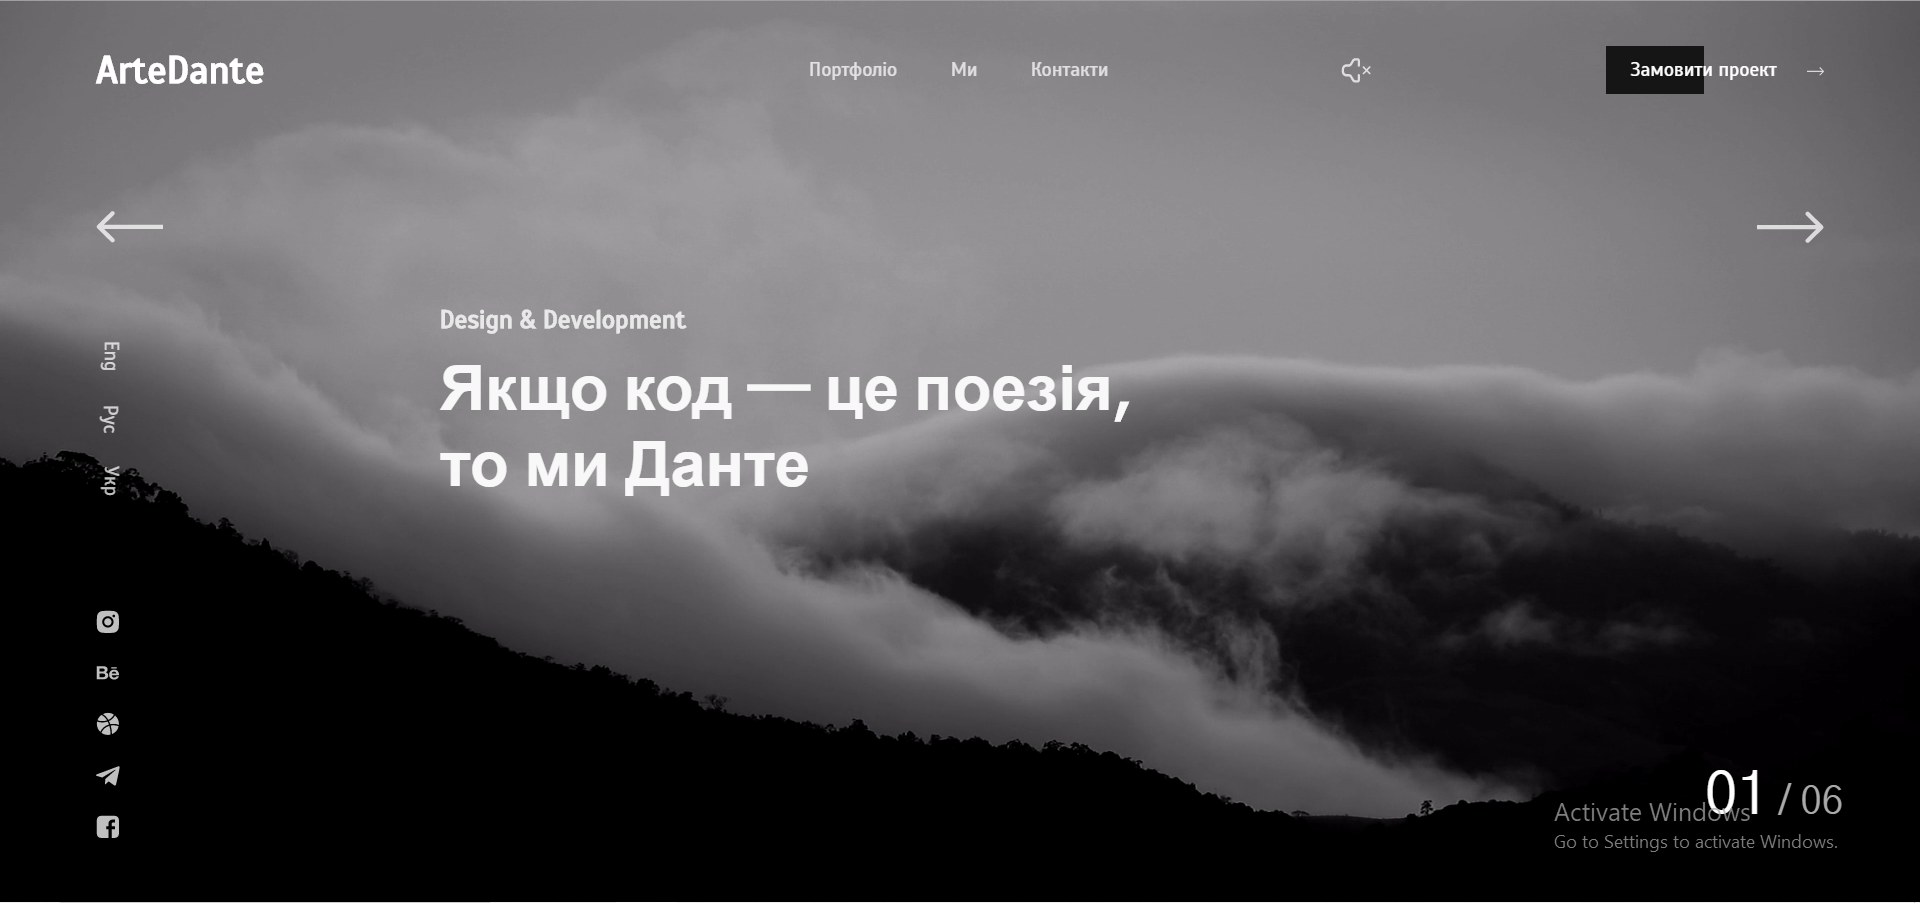 ArteDante
Портфоліо Ми Контакти
Замовити проект →
Design & Development
Якщо код — це поезія,
то ми Данте
Eng
Рус
Укр
Bē
01 / 06
Activate Windows
Go to Settings to activate Windows.